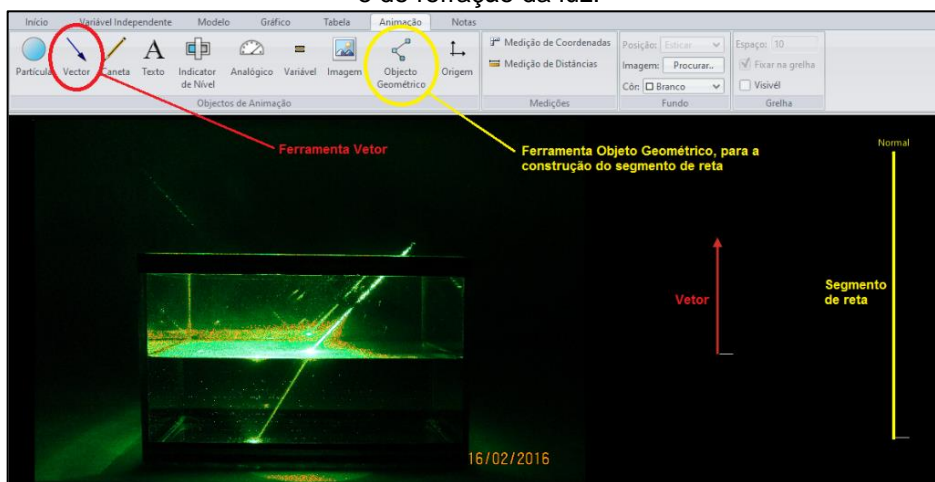 e de refração da luz.
Início Variável Independente Modelo Gráfico Tabela Animação Notas
Partícula Vector Caneta Texto Indicator de Nível Analógico Variável Imagem Objecto Geométrico Origem
Medição de Coordenadas
Medição de Distâncias
Posição: Esticar
Imagem: Procurar..
Côr: Branco
Espaço: 10
Fixar na grelha
Visivél
Objectos de Animação Medições Fundo Grelha
Ferramenta Vetor
Ferramenta Objeto Geométrico, para a
construção do segmento de reta
Normal
Vetor
Segmento
de reta
16/02/2016